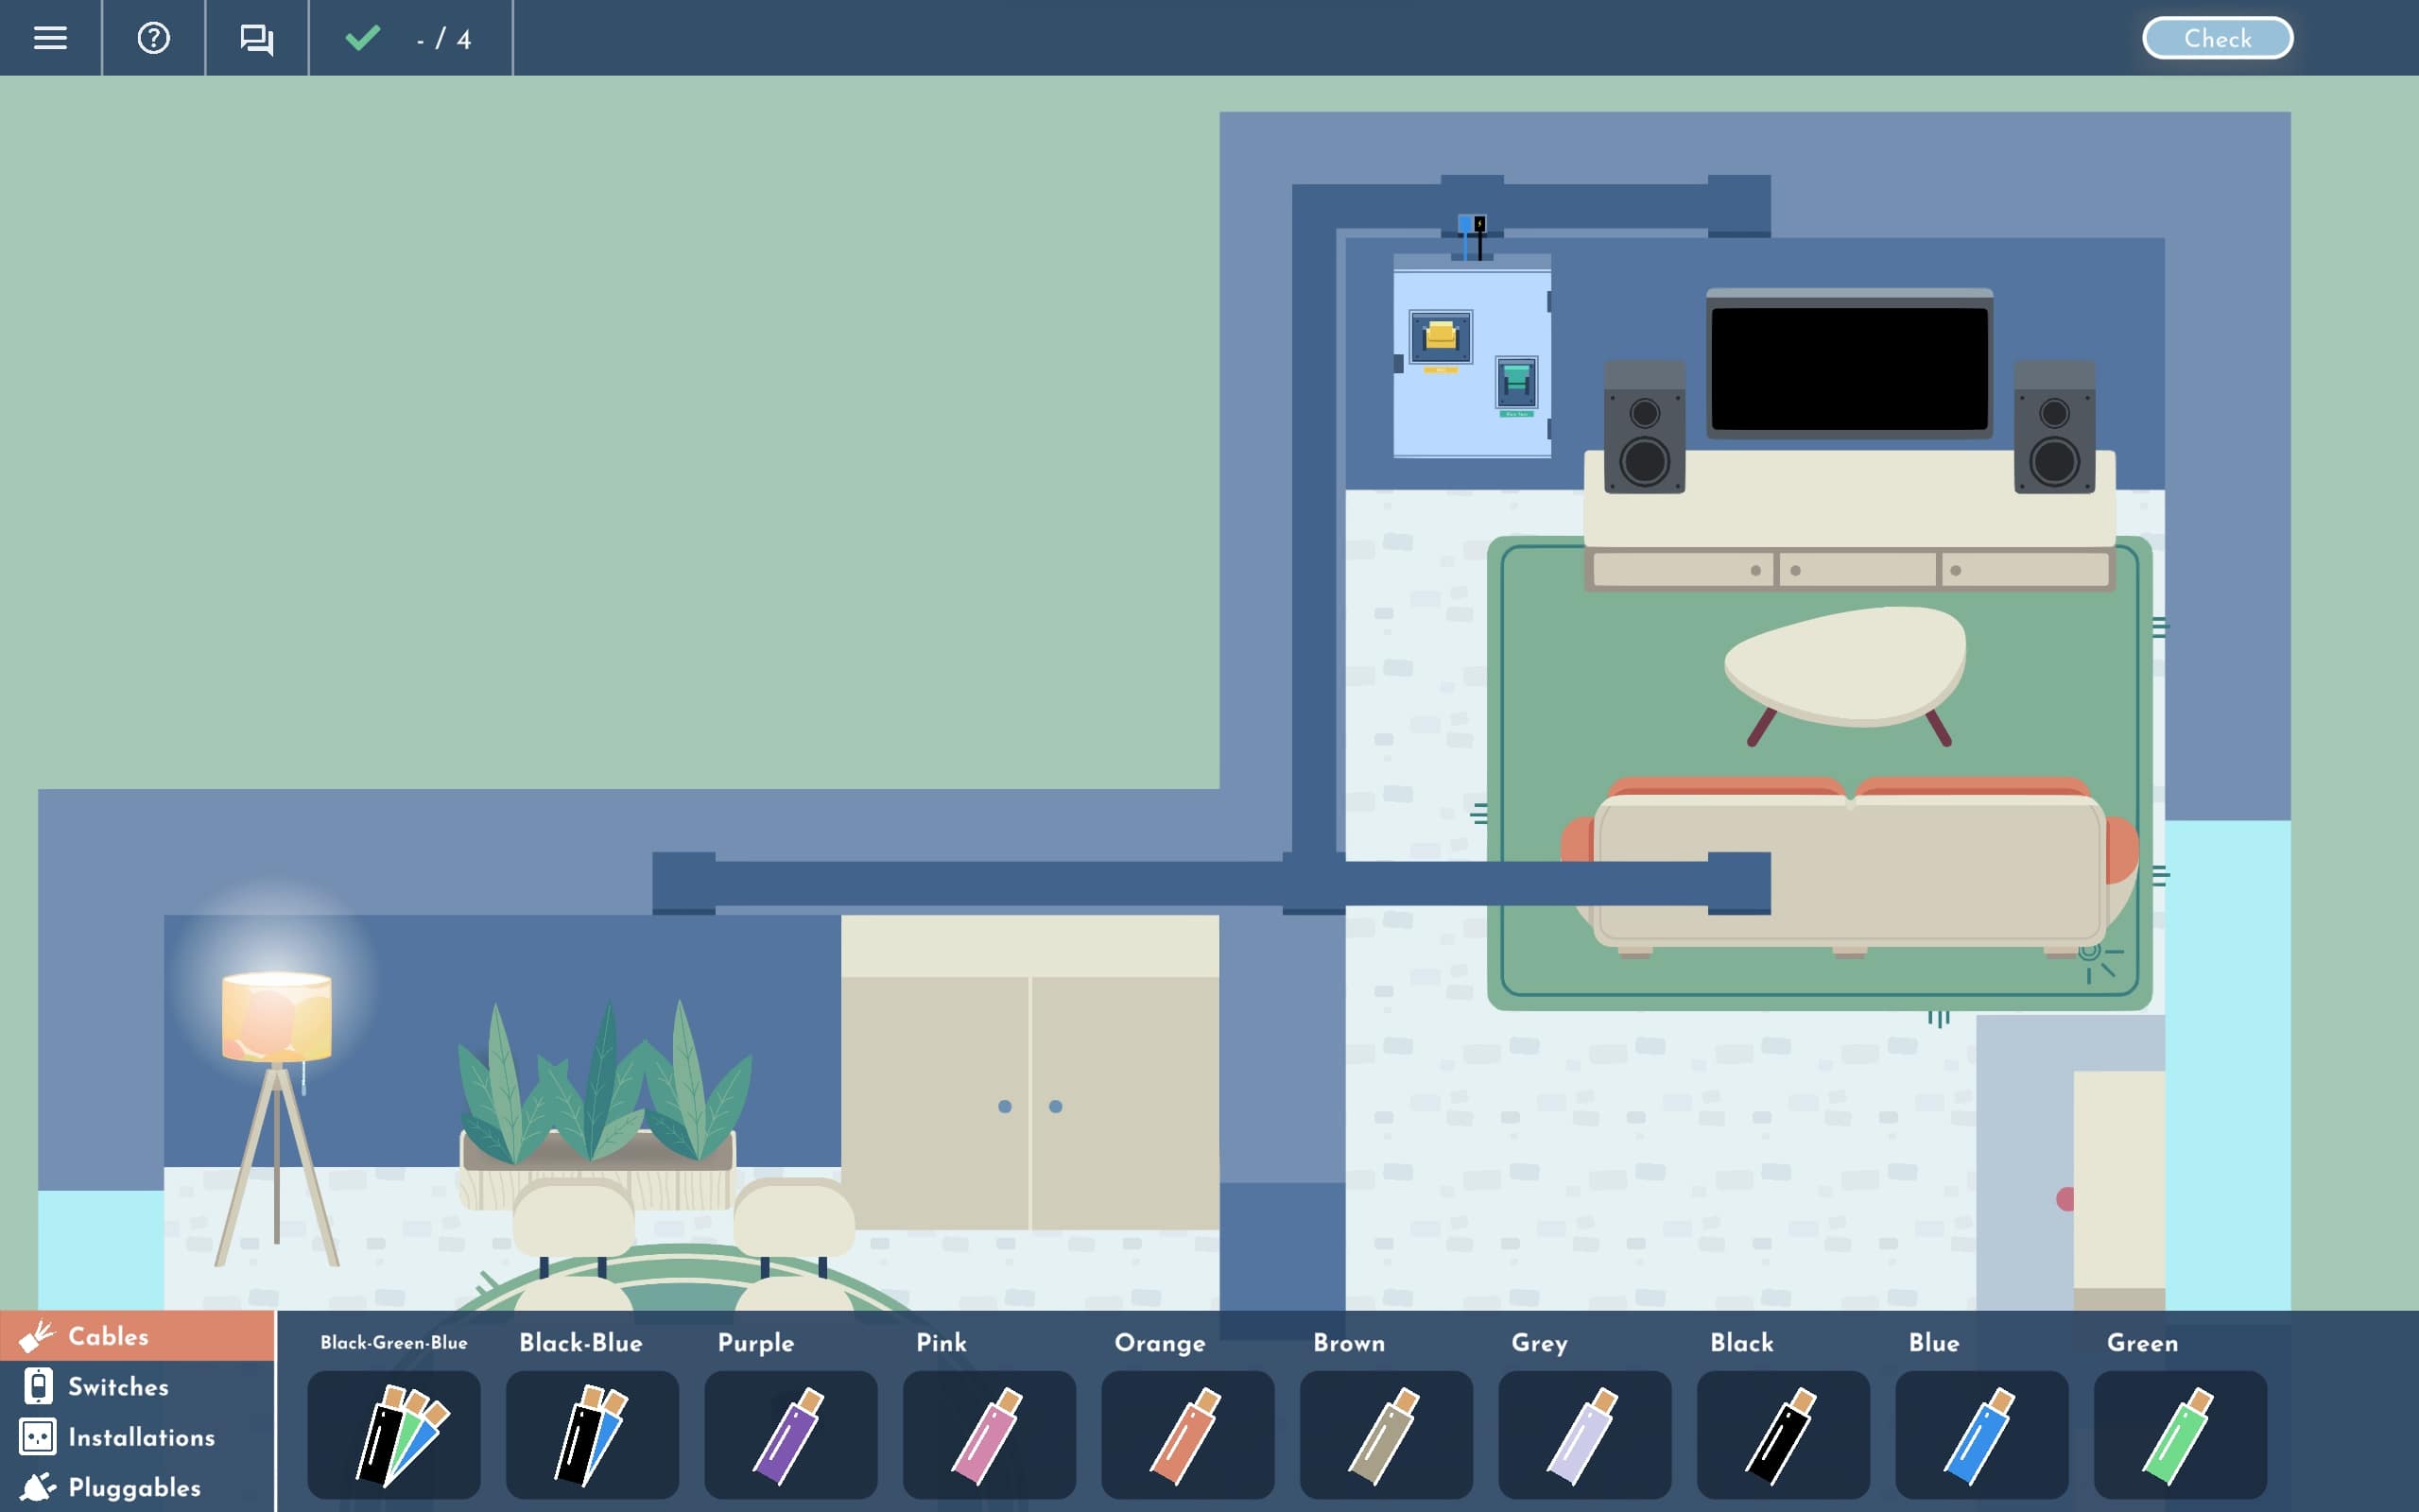 - / 4
Check
Cables
Switches
Installations
Pluggables
Black-Green-Blue
Black-Blue
Purple
Pink
Orange
Brown
Grey
Black
Blue
Green